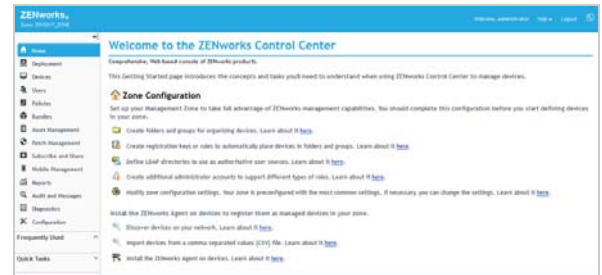 ZENworks.
Welcome, administrator Help Logout
Home
Deployment
Devices
Users
Policies
Bundles
Asset Management
Patch Management
Subscribe and Share
Mobile Management
Reports
Audit and Messages
Diagnostics
Configuration
Frequently Used
Quick Tasks
Welcome to the ZENworks Control Center
Comprehensive, Web-based console of ZENworks products.
This Getting Started page introduces the concepts and tasks you'll need to understand when using ZENworks Control Center to manage devices.
Zone Configuration
Set up your Management Zone to take full advantage of ZENworks management capabilities. You should complete this configuration before you start adding devices
in your zone.
Create folders and groups for organizing devices. Learn about it here.
Create registration keys or rules to automatically place devices in folders and groups. Learn about it here.
Define LDAP directories to use as authoritative user sources. Learn about it here.
Create additional administrator accounts to support different types of roles. Learn about it here.
Modify zone configuration settings. Your zone is preconfigured with the most common settings. If necessary, you can change the settings. Learn about it here.
Install the ZENworks Agent on devices to register them as managed devices in your zone.
Discover devices on your network. Learn about it here.
Import devices from a comma separated values (CSV) file. Learn about it here.
Install the ZENworks Agent on devices. Learn about it here.